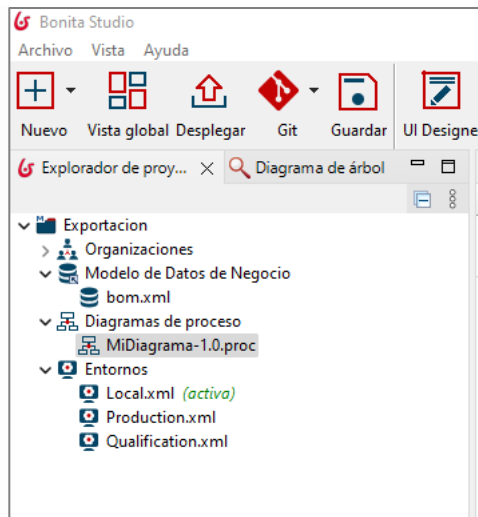 Bonita Studio
Archivo Vista Ayuda
Nuevo Vista global Desplegar Git Guardar UI Designe
Explorador de proy... Diagrama de árbol
Exportacion
Organizaciones
Modelo de Datos de Negocio
bom.xml
Diagramas de proceso
MiDiagrama-1.0.proc
Entornos
Local.xml (activa)
Production.xml
Qualification.xml